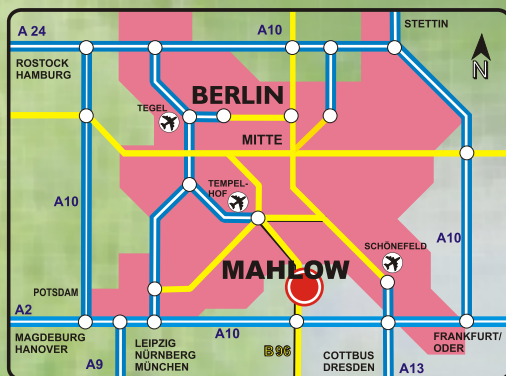 A 24
A10
STETTIN
ROSTOCK
HAMBURG
N
BERLIN
TEGEL
MITTE
TEMPEL-
HOF
A10
A10
SCHÖNEFELD
MAHLOW
POTSDAM
A2
A10
MAGDEBURG
HANOVER
LEIPZIG
NÜRNBERG
MÜNCHEN
B 96
COTTBUS
DRESDEN
FRANKFURT/
ODER
A9
A13